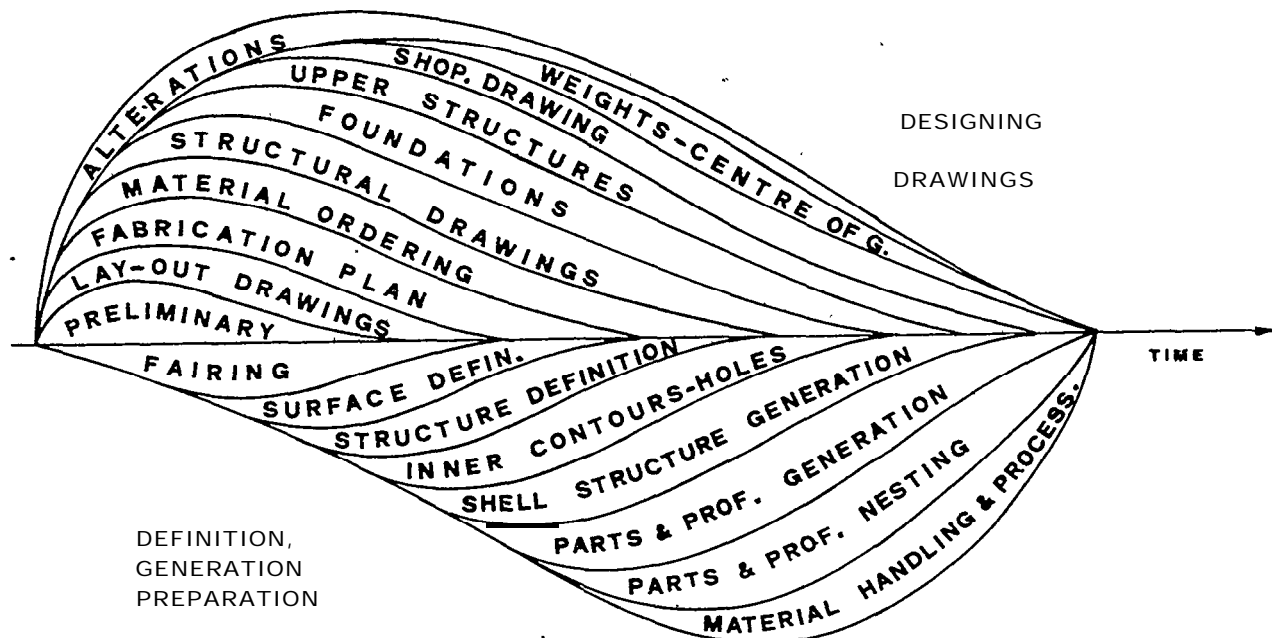 ALTERATIONS
WEIGHTS-CENTRE OF G.
SHOP. DRAWING
UPPER STRUCTURES
FOUNDATIONS
STRUCTURAL DRAWINGS
MATERIAL ORDERING
FABRICATION PLAN
LAY-OUT DRAWINGS
PRELIMINARY
DESIGNING
DRAWINGS
TIME
FAIRING
SURFACE DEFIN.
STRUCTURE DEFINITION
INNER CONTOURS-HOLES
SHELL STRUCTURE GENERATION
PARTS & PROF. GENERATION
PARTS & PROF. NESTING
MATERIAL HANDLING & PROCESS.
DEFINITION,
GENERATION
PREPARATION